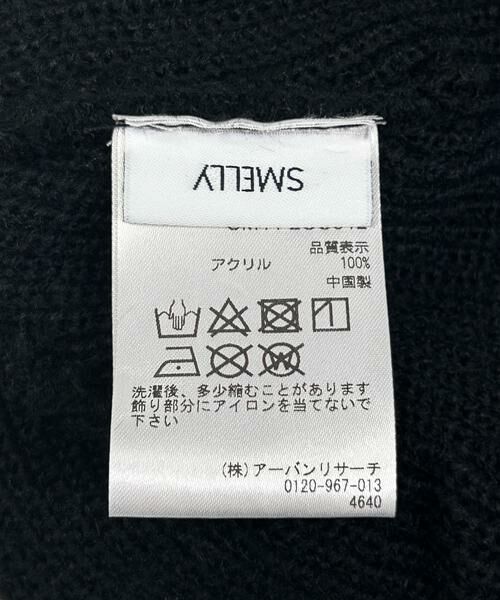 SMELLY
品質表示
アクリル 100%
中国製
洗濯後、多少縮むことがあります
飾り部分にアイロンを当てないで
下さい
(株)アーバンリサーチ
0120-967-013
4640